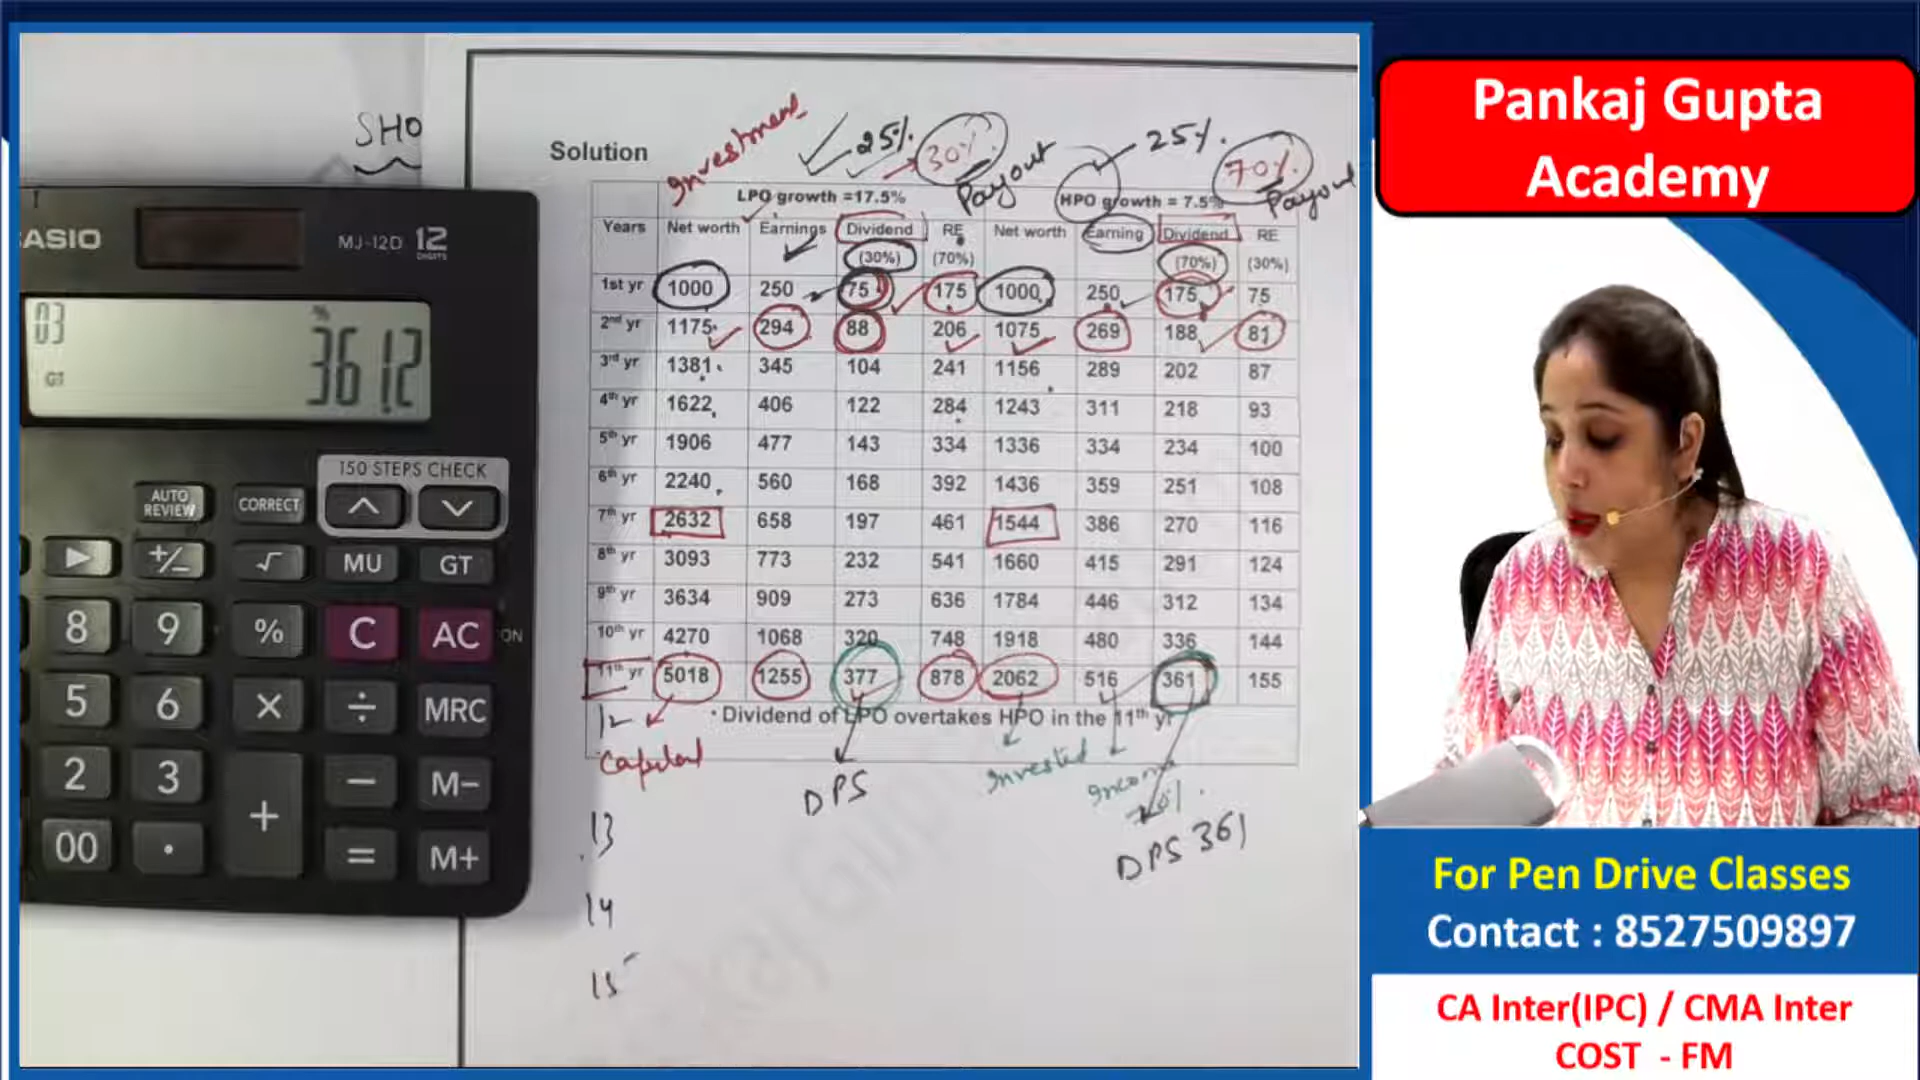 SHO
Solution
Investment
25%
30%
Payout
25%
70%
Payout
LPO growth =17.5%
HPO growth = 7.5%
Years Net worth Earnings Dividend RE Net worth Earning Dividend RE
(30%) (70%) (70%) (30%)
1st yr 1000 250 75 175 1000 250 175 75
2nd yr 1175 294 88 206 1075 269 188 81
3rd yr 1381 345 104 241 1156 289 202 87
4th yr 1622 406 122 284 1243 311 218 93
5th yr 1906 477 143 334 1336 334 234 100
6th yr 2240 560 168 392 1436 359 251 108
7th yr 2632 658 197 461 1544 386 270 116
8th yr 3093 773 232 541 1660 415 291 124
9th yr 3634 909 273 636 1784 446 312 134
10th yr 4270 1068 320 748 1918 480 336 144
11th yr 5018 1255 377 878 2062 516 361 155
12
• Dividend of LPO overtakes HPO in the 11th yr
Capital
DPS
Invested
Income
70%.
DPS 361
13
14
15
CASIO
MJ-12D 12
DIGITS
03
%
GT
361.2
150 STEPS CHECK
AUTO REVIEW
CORRECT
+/− √ MU GT
8 9 % C AC ON
5 6 × ÷ MRC
2 3 + − M−
00 · = M+
Pankaj Gupta
Academy
For Pen Drive Classes
Contact : 8527509897
CA Inter(IPC) / CMA Inter
COST - FM